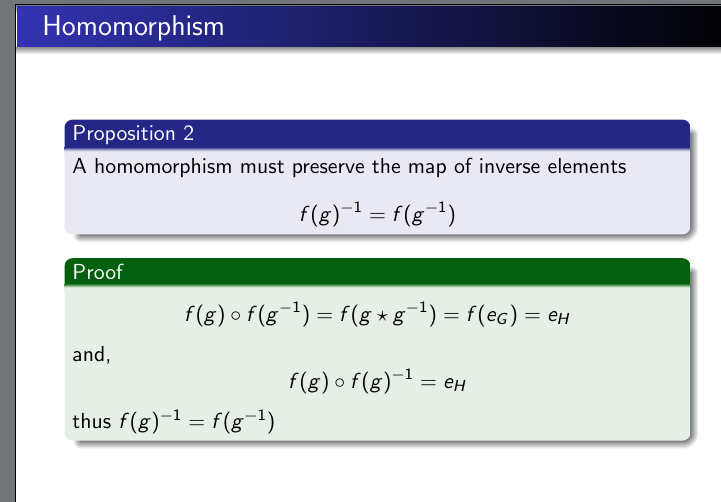 Homomorphism
Proposition 2
A homomorphism must preserve the map of inverse elements
f(g)⁻¹ = f(g⁻¹)
Proof
f(g) ∘ f(g⁻¹) = f(g ⋆ g⁻¹) = f(e_G) = e_H
and,
f(g) ∘ f(g)⁻¹ = e_H
thus f(g)⁻¹ = f(g⁻¹)